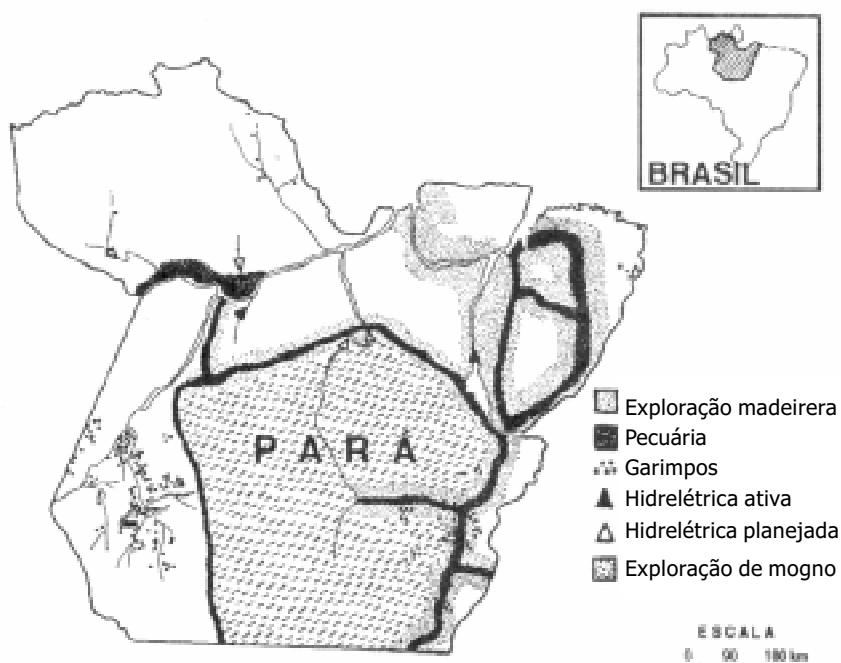 BRASIL
PARÁ
Exploração madeirera
Pecuária
Garimpos
Hidrelétrica ativa
Hidrelétrica planejada
Exploração de mogno
ESCALA
0 90 180 km